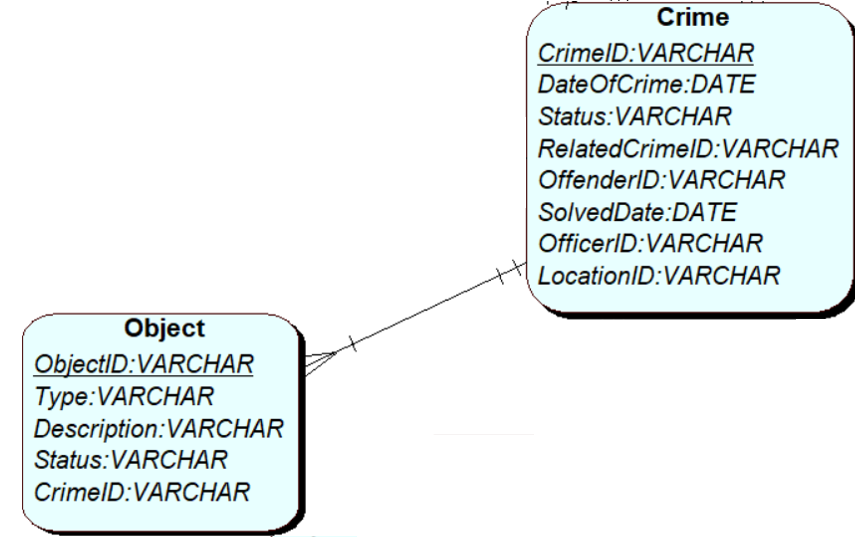 Crime
CrimeID:VARCHAR
DateOfCrime:DATE
Status:VARCHAR
RelatedCrimeID:VARCHAR
OffenderID:VARCHAR
SolvedDate:DATE
OfficerID:VARCHAR
LocationID:VARCHAR
Object
ObjectID:VARCHAR
Type:VARCHAR
Description:VARCHAR
Status:VARCHAR
CrimeID:VARCHAR